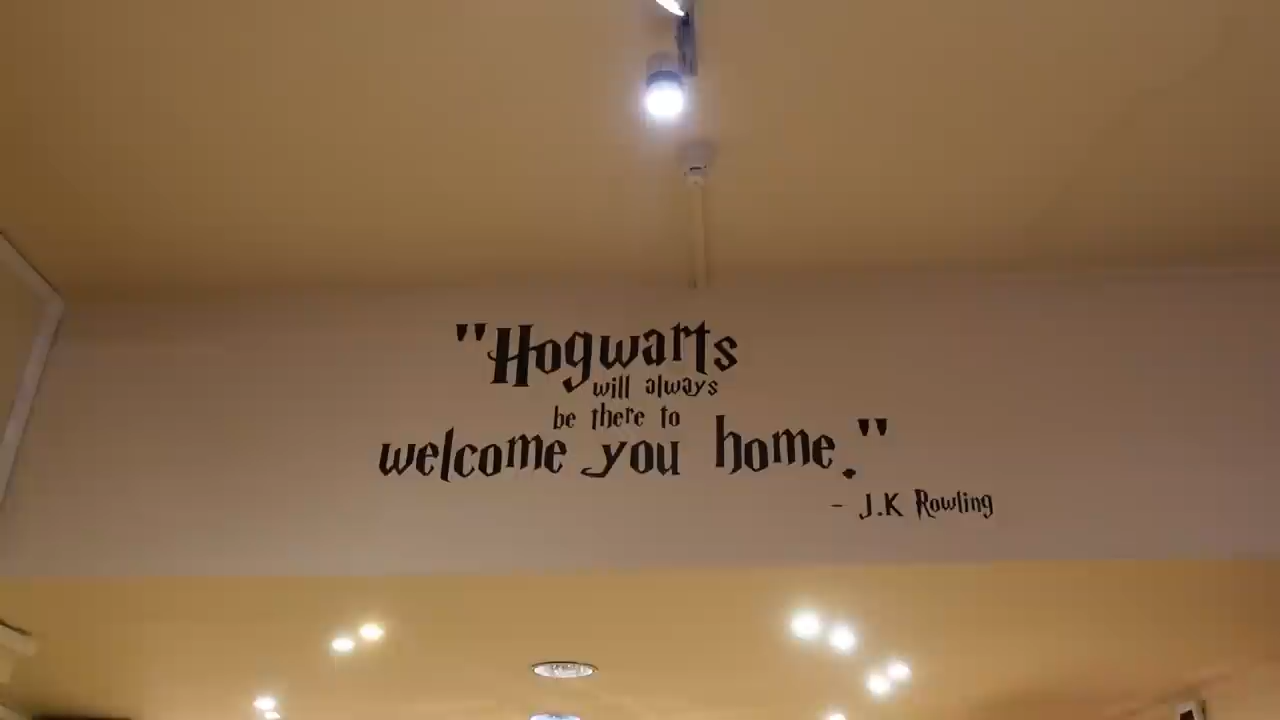 "Hogwarts
will always
be there to
welcome you home."
- J.K Rowling